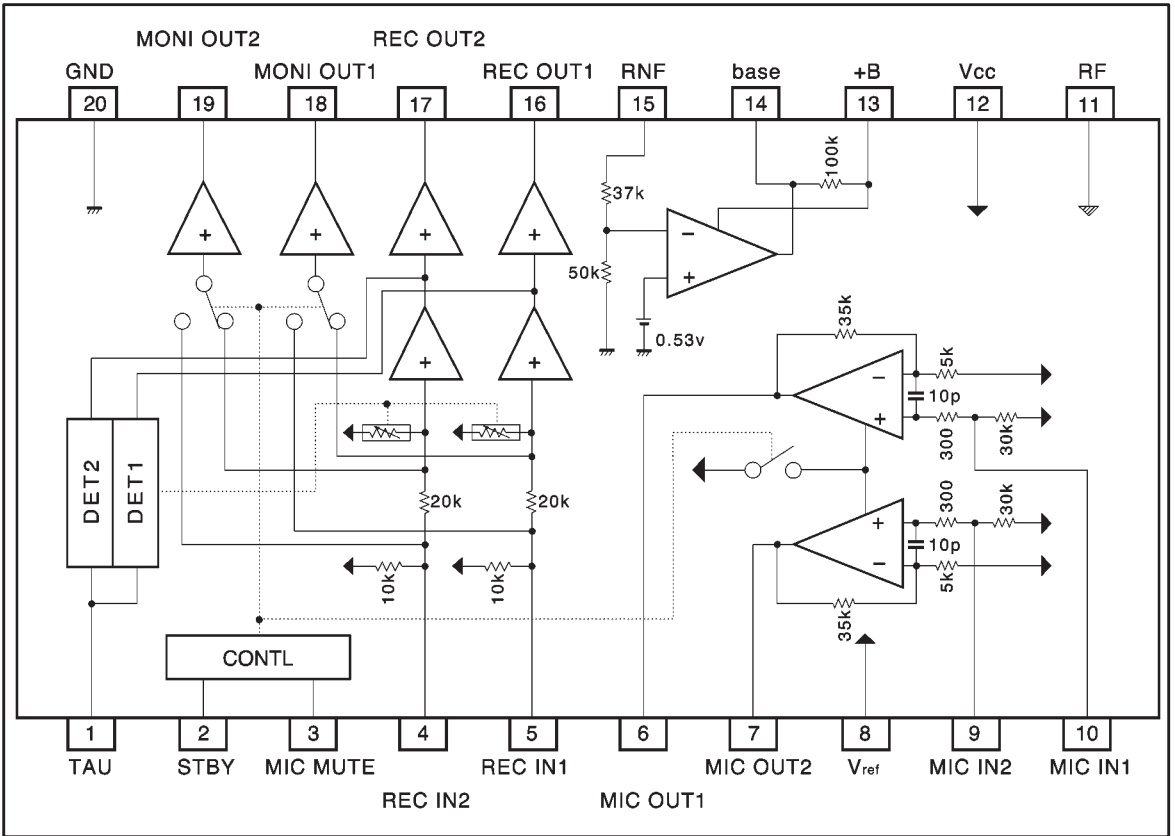 MONI OUT2 REC OUT2
GND MONI OUT1 REC OUT1 RNF base +B Vcc RF
20 19 18 17 16 15 14 13 12 11
100k
37k
−
+ + + +
50k
+
0.53v
35k
5k
+ +
−
10p
+
300 30k
DET2 DET1
20k 20k
300 30k
+
10p
−
5k
10k 10k
35k
CONTL
1 2 3 4 5 6 7 8 9 10
TAU STBY MIC MUTE REC IN1 MIC OUT2 Vref MIC IN2 MIC IN1
REC IN2 MIC OUT1